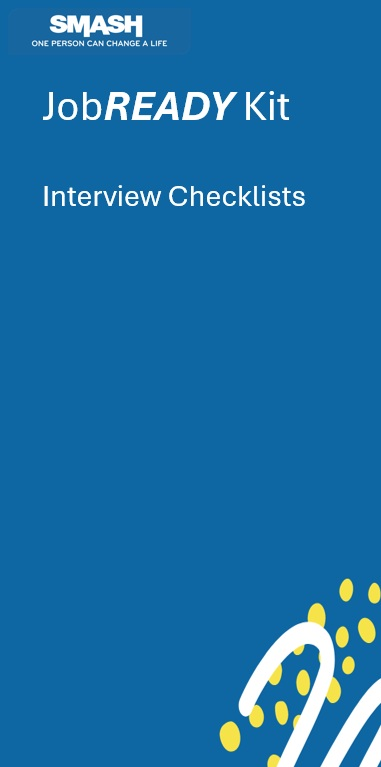 SMASH
ONE PERSON CAN CHANGE A LIFE
JobREADY Kit
Interview Checklists